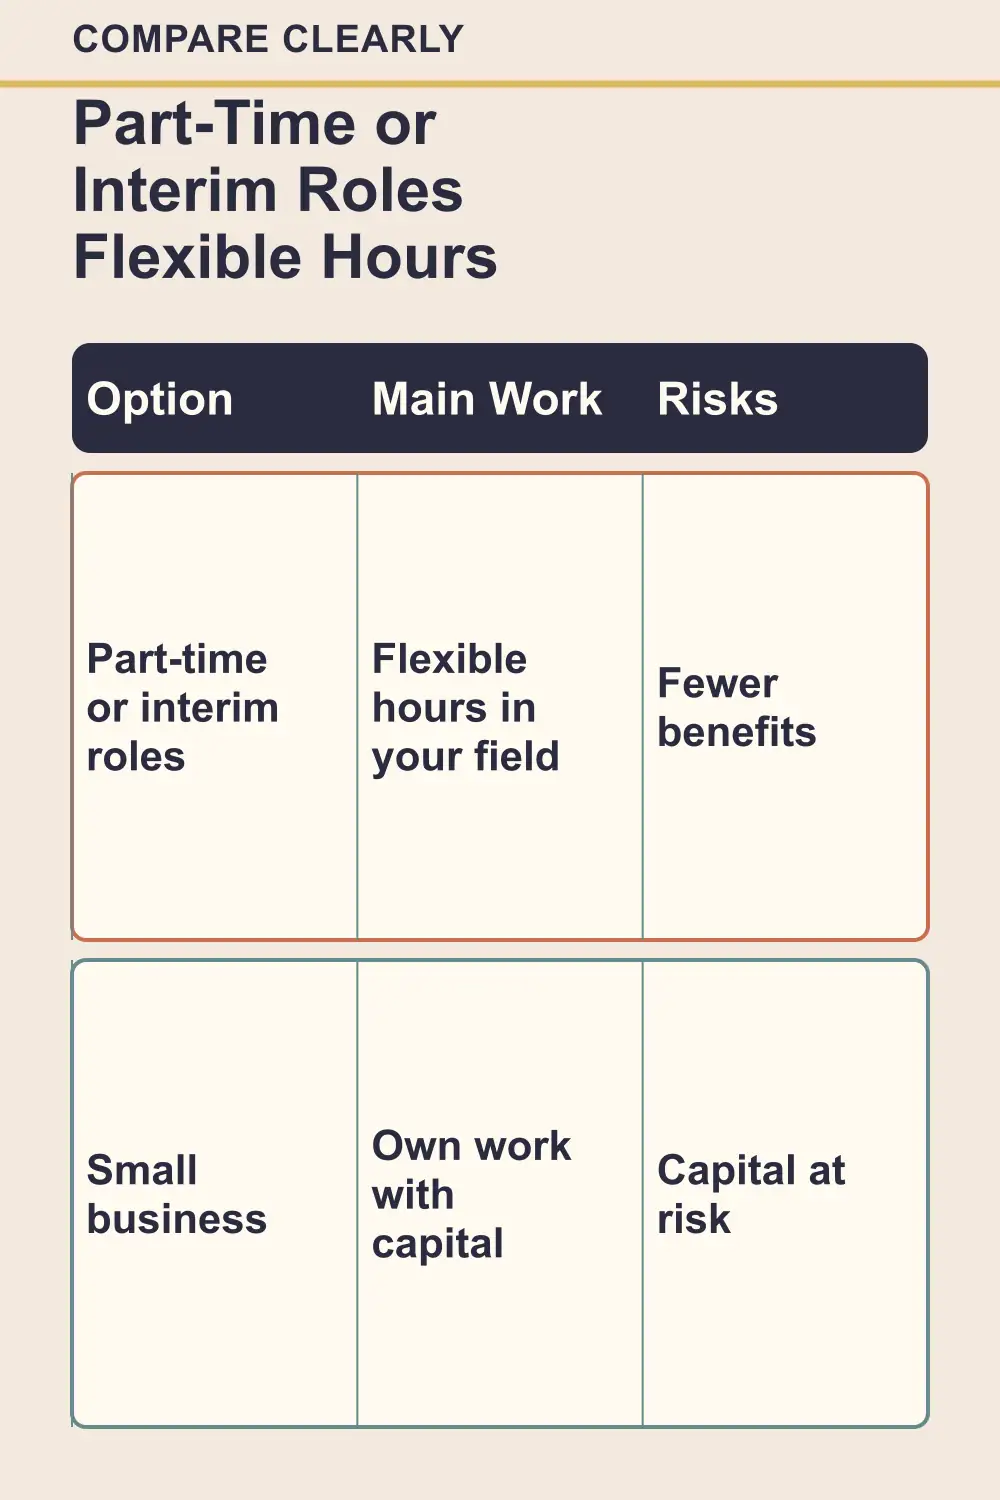 COMPARE CLEARLY
Part-Time or
Interim Roles
Flexible Hours
Option
Main Work
Risks
Part-time
or interim
roles
Flexible
hours in
your field
Fewer
benefits
Small
business
Own work
with
capital
Capital at
risk